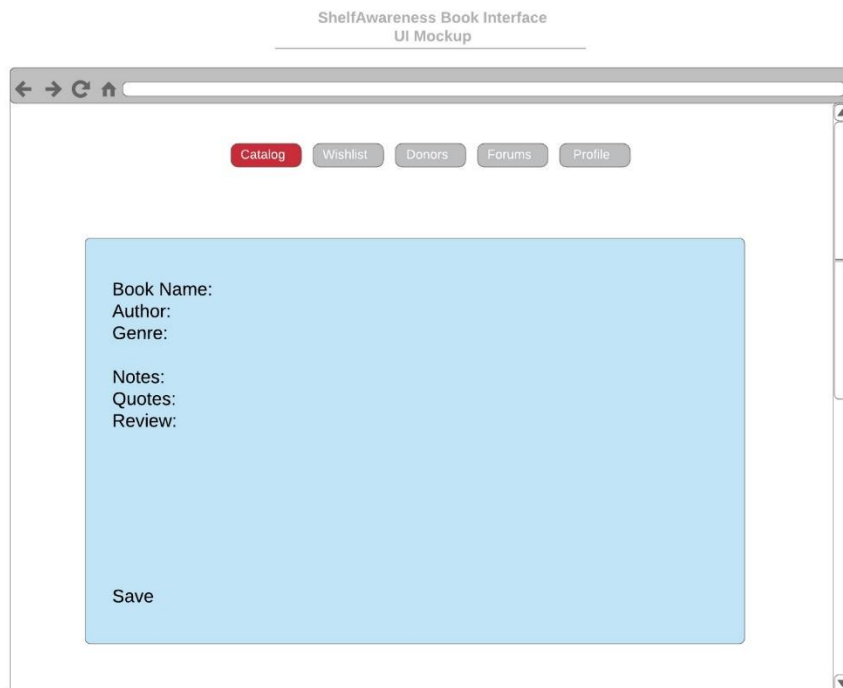 ShelfAwareness Book Interface
UI Mockup
Catalog
Wishlist
Donors
Forums
Profile
Book Name:
Author:
Genre:
Notes:
Quotes:
Review:
Save